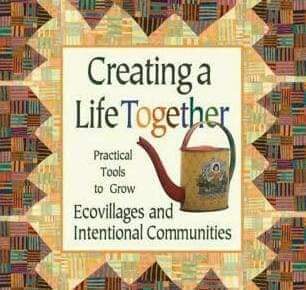 Creating a
Life Together
Practical
Tools
to Grow
Ecovillages and
Intentional Communities